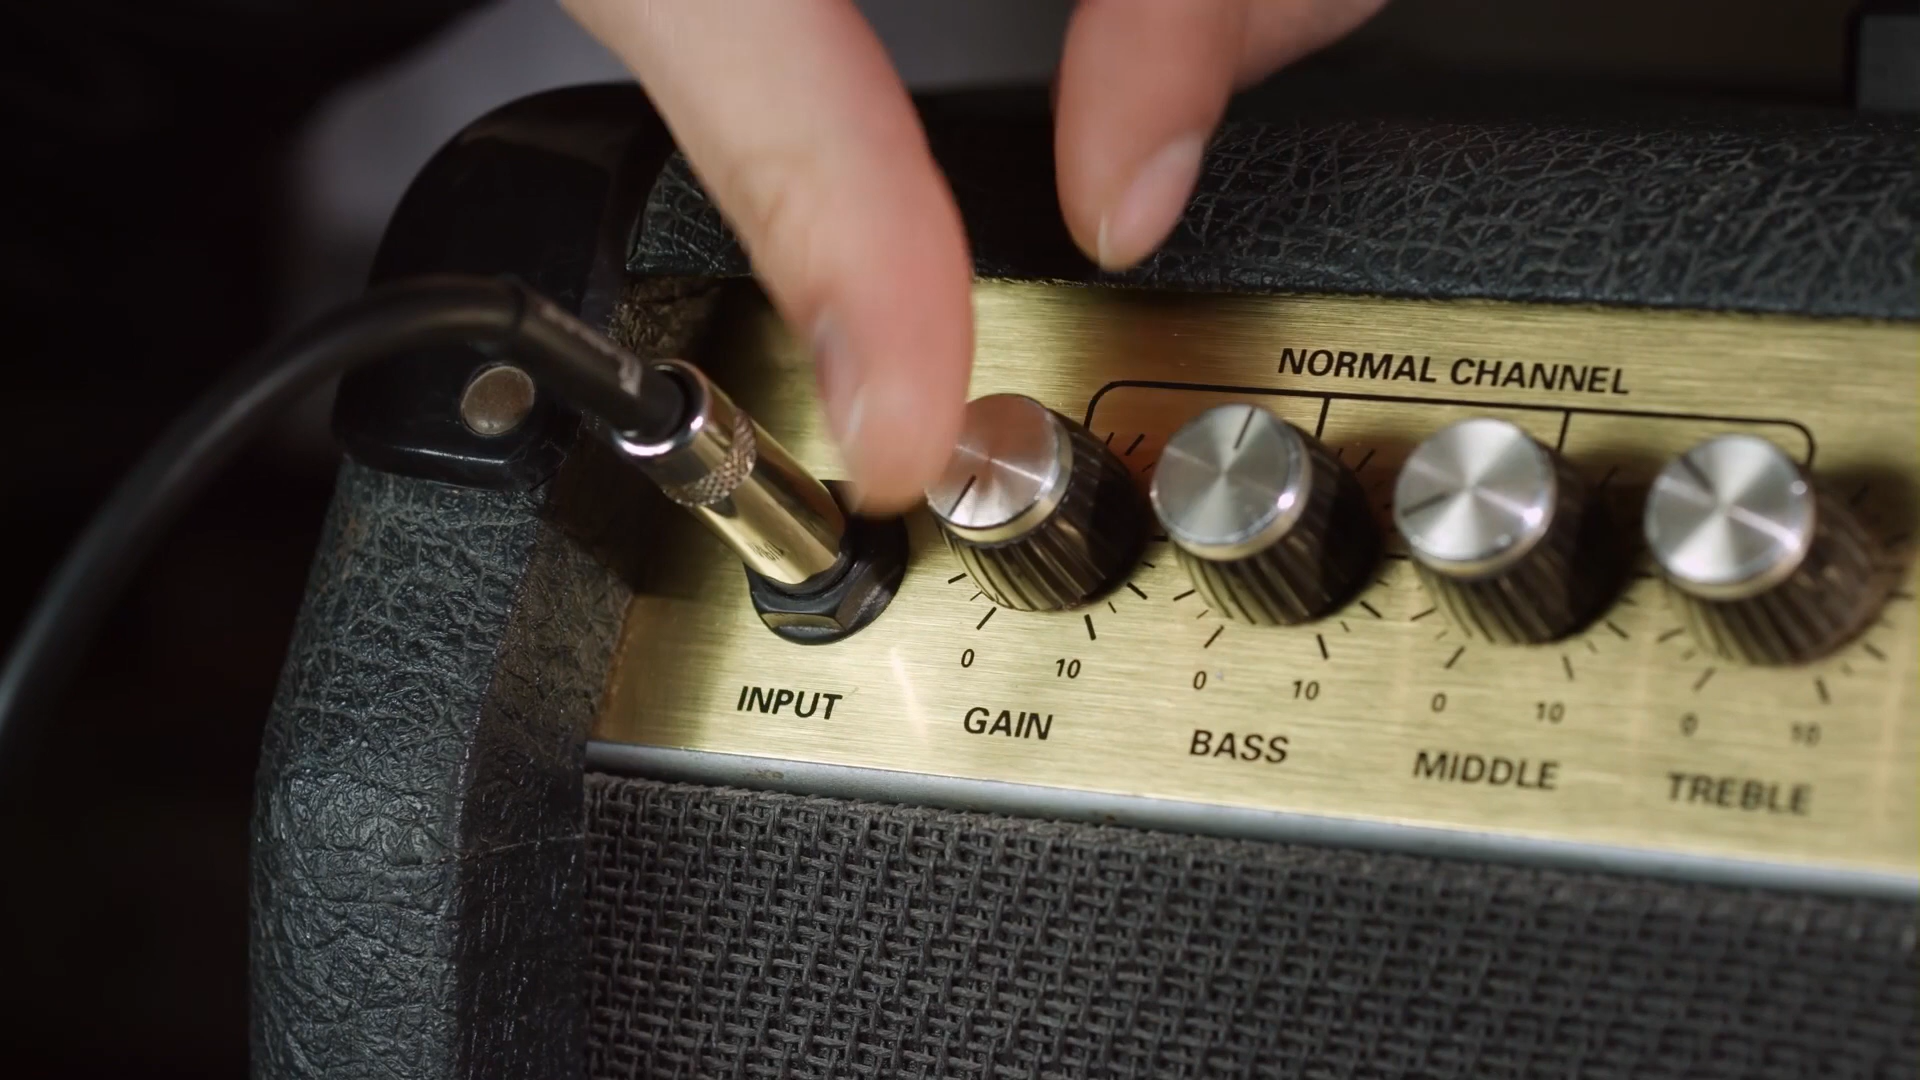 NORMAL CHANNEL
0 10
0 10
0 10
0 10
INPUT
GAIN
BASS
MIDDLE
TREBLE